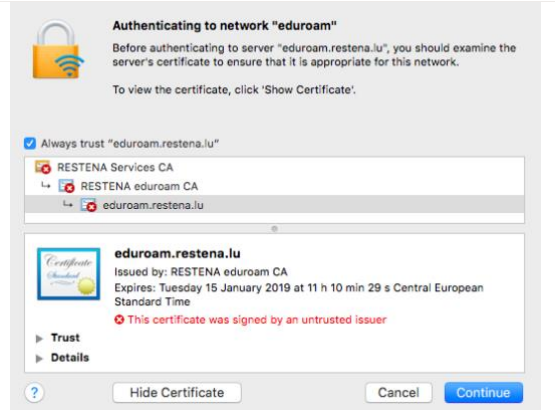 Authenticating to network "eduroam"
Before authenticating to server "eduroam.restena.lu", you should examine the
server's certificate to ensure that it is appropriate for this network.
To view the certificate, click 'Show Certificate'.
Always trust "eduroam.restena.lu"
RESTENA Services CA
RESTENA eduroam CA
eduroam.restena.lu
Certificate
Standard
eduroam.restena.lu
Issued by: RESTENA eduroam CA
Expires: Tuesday 15 January 2019 at 11 h 10 min 29 s Central European
Standard Time
This certificate was signed by an untrusted issuer
Trust
Details
?
Hide Certificate
Cancel
Continue